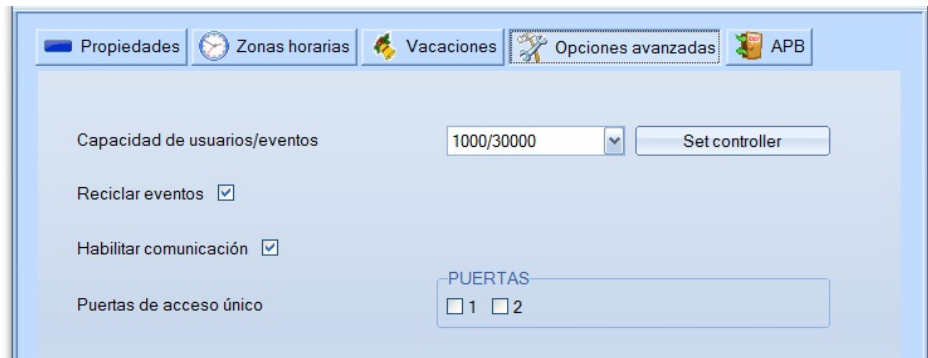 Propiedades Zonas horarias Vacaciones Opciones avanzadas APB
Capacidad de usuarios/eventos 1000/30000 Set controller
Reciclar eventos
Habilitar comunicación
PUERTAS
Puertas de acceso único 1 2